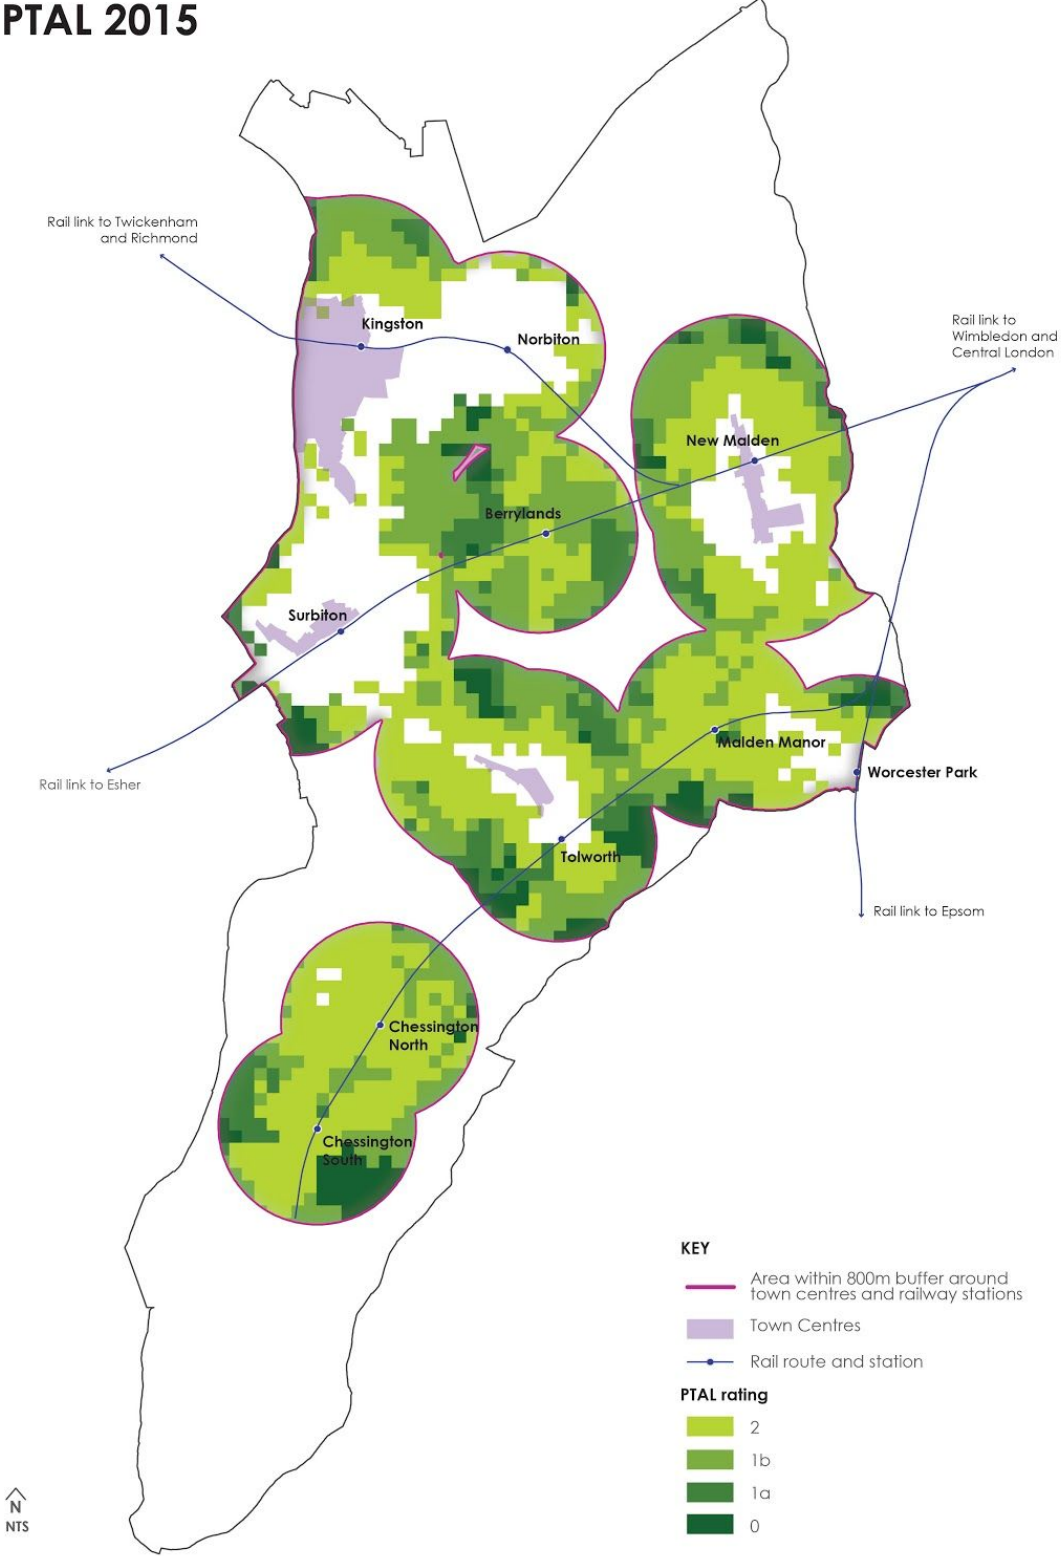 PTAL 2015
Rail link to Twickenham
and Richmond
Kingston
Norbiton
Rail link to
Wimbledon and
Central London
New Malden
Berrylands
Surbiton
Malden Manor
Worcester Park
Rail link to Esher
Tolworth
Rail link to Epsom
Chessington
North
Chessington
South
KEY
Area within 800m buffer around
town centres and railway stations
Town Centres
Rail route and station
PTAL rating
2
1b
1a
0
N
NTS